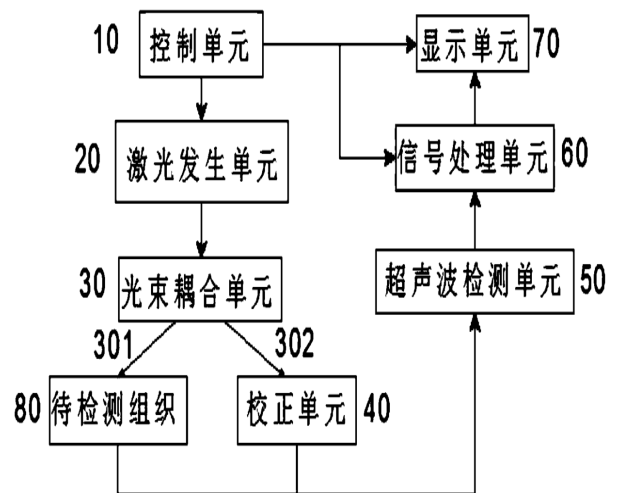 10 控制单元 显示单元 70
20 激光发生单元 信号处理单元 60
30 光束耦合单元 超声波检测单元 50
301 302
80 待检测组织 校正单元 40